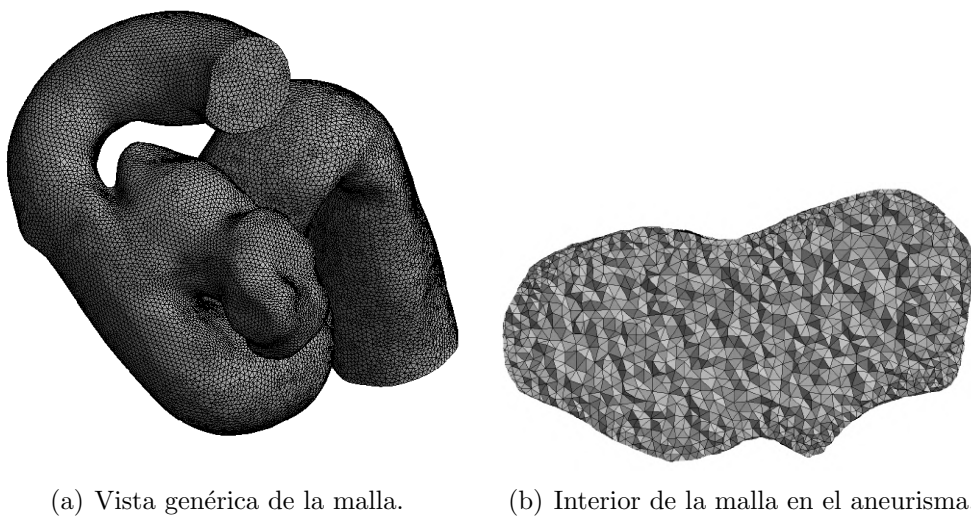 (a) Vista genérica de la malla.
(b) Interior de la malla en el aneurisma